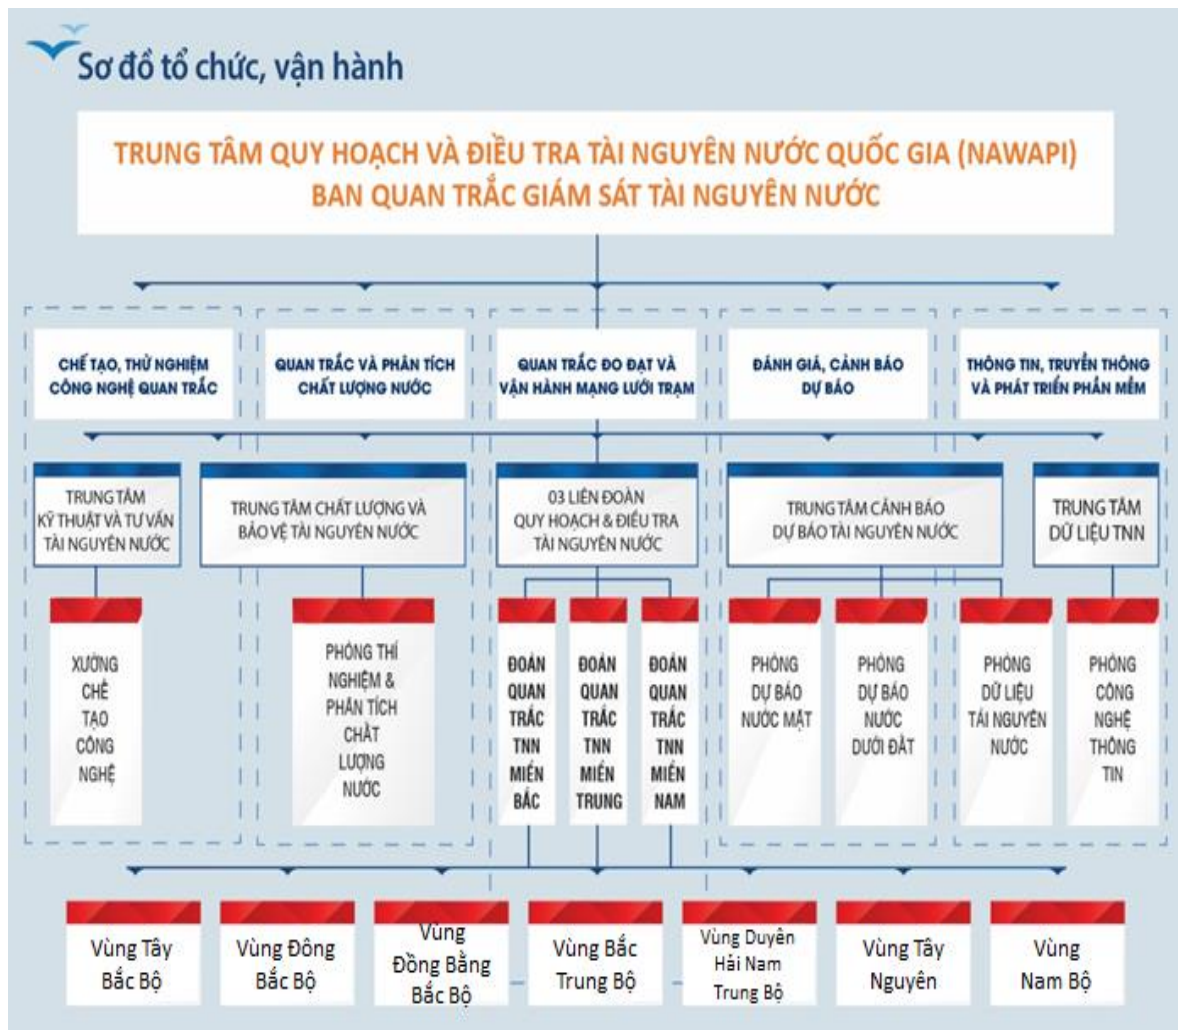 Sơ đồ tổ chức, vận hành
TRUNG TÂM QUY HOẠCH VÀ ĐIỀU TRA TÀI NGUYÊN NƯỚC QUỐC GIA (NAWAPI)
BAN QUAN TRẮC GIÁM SÁT TÀI NGUYÊN NƯỚC
CHẾ TẠO, THỬ NGHIỆM
CÔNG NGHỆ QUAN TRẮC
QUAN TRẮC VÀ PHÂN TÍCH
CHẤT LƯỢNG NƯỚC
QUAN TRẮC ĐO ĐẠT VÀ
VẬN HÀNH MẠNG LƯỚI TRẠM
ĐÁNH GIÁ, CẢNH BÁO
DỰ BÁO
THÔNG TIN, TRUYỀN THÔNG
VÀ PHÁT TRIỂN PHẦN MỀM
TRUNG TÂM
KỸ THUẬT VÀ TƯ VẤN
TÀI NGUYÊN NƯỚC
TRUNG TÂM CHẤT LƯỢNG VÀ
BẢO VỆ TÀI NGUYÊN NƯỚC
03 LIÊN ĐOÀN
QUY HOẠCH & ĐIỀU TRA
TÀI NGUYÊN NƯỚC
TRUNG TÂM CẢNH BÁO
DỰ BÁO TÀI NGUYÊN NƯỚC
TRUNG TÂM
DỮ LIỆU TNN
XƯỞNG
CHẾ
TẠO
CÔNG
NGHỆ
PHÒNG THÍ
NGHIỆM &
PHÂN TÍCH
CHẤT
LƯỢNG
NƯỚC
ĐOÀN
QUAN
TRẮC
TNN
MIỀN
BẮC
ĐOÀN
QUAN
TRẮC
TNN
MIỀN
TRUNG
ĐOÀN
QUAN
TRẮC
TNN
MIỀN
NAM
PHÒNG
DỰ BÁO
NƯỚC MẶT
PHÒNG
DỰ BÁO
NƯỚC
DƯỚI ĐẤT
PHÒNG
DỮ LIỆU
TÀI NGUYÊN
NƯỚC
PHÒNG
CÔNG
NGHỆ
THÔNG
TIN
Vùng Tây
Bắc Bộ
Vùng Đông
Bắc Bộ
Vùng
Đồng Bằng
Bắc Bộ
Vùng Bắc
Trung Bộ
Vùng Duyên
Hải Nam
Trung Bộ
Vùng Tây
Nguyên
Vùng
Nam Bộ